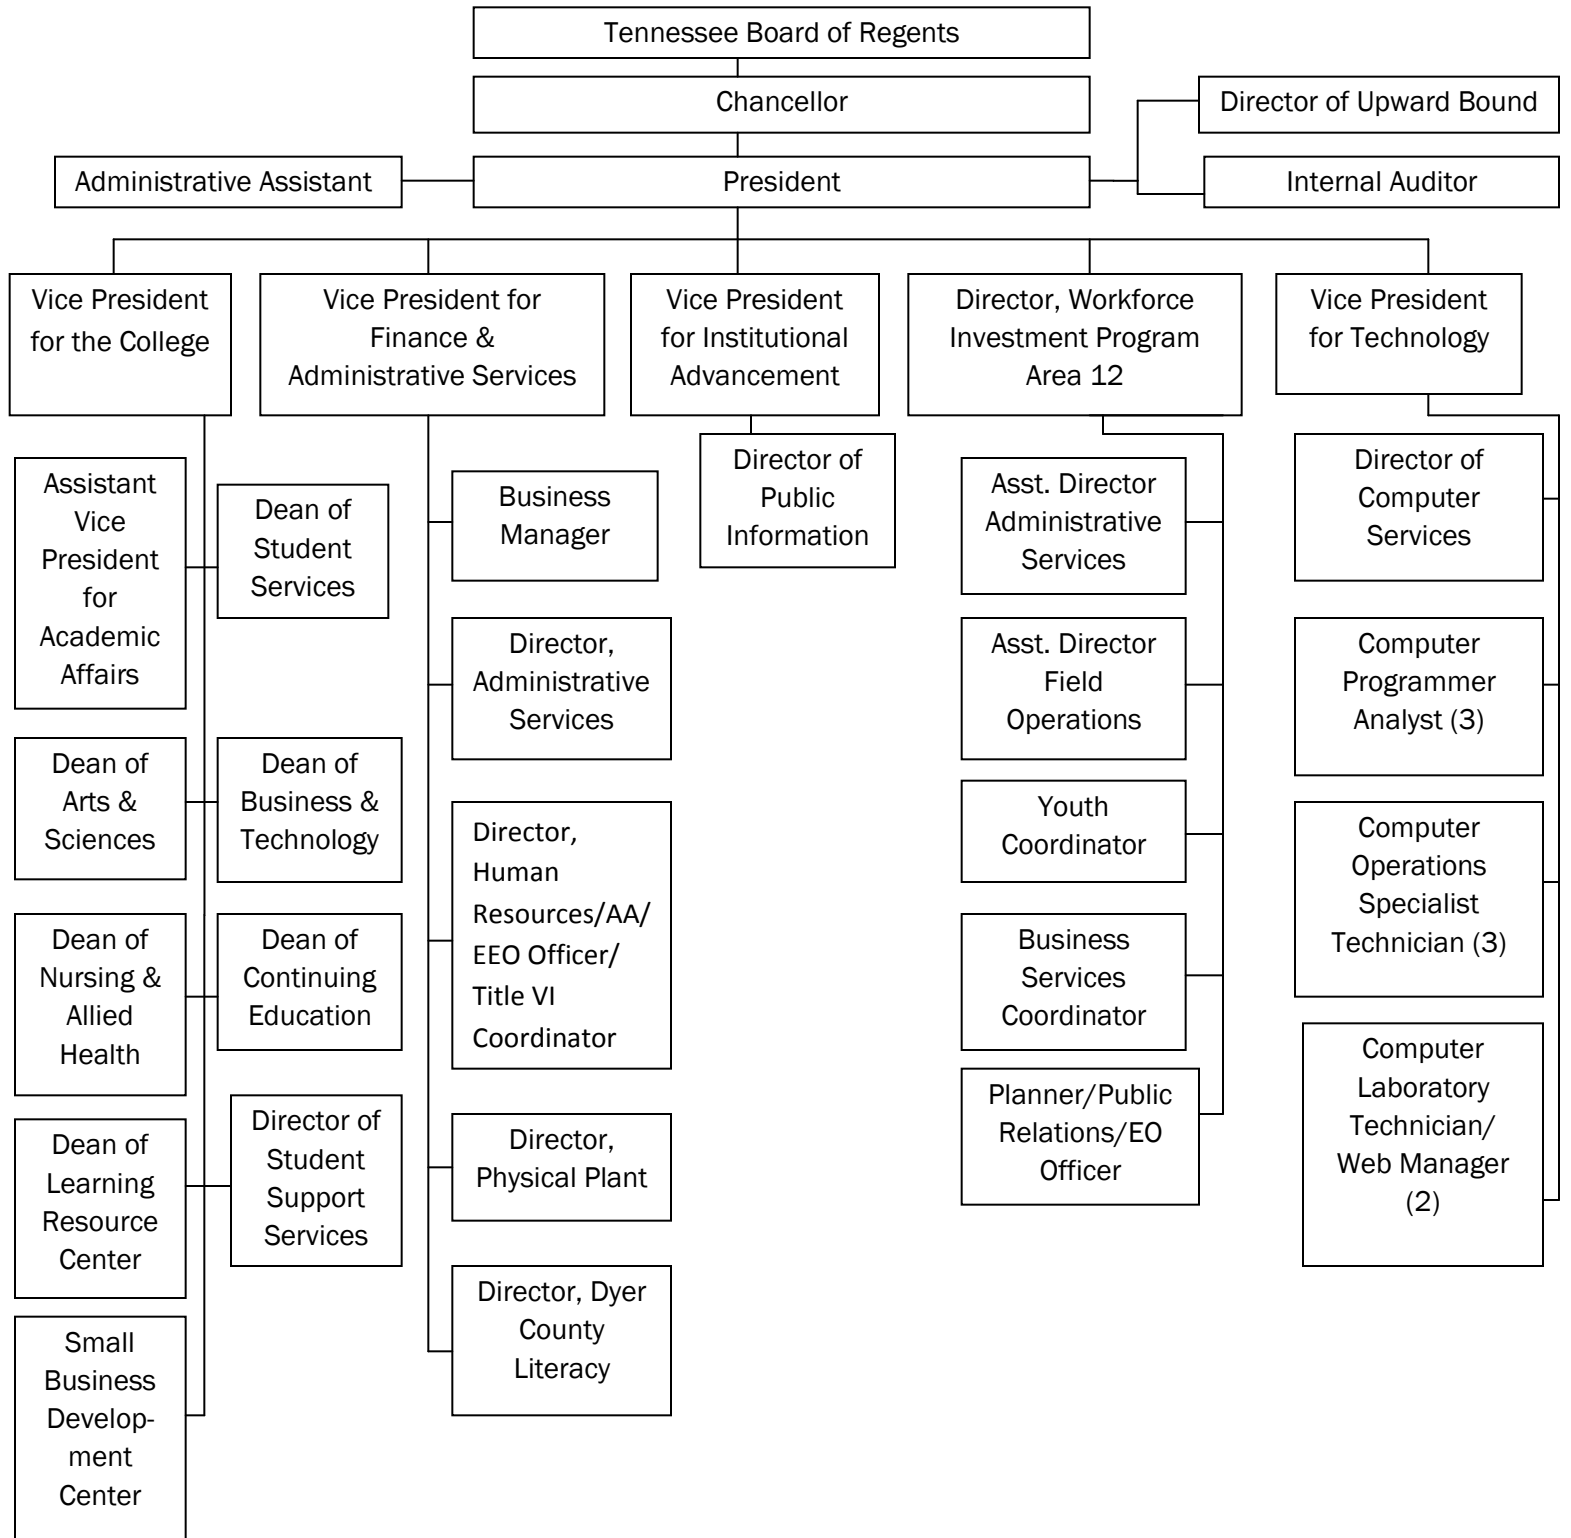 Tennessee Board of Regents
Chancellor
Director of Upward Bound
Administrative Assistant
President
Internal Auditor
Vice President
for the College
Vice President for
Finance &
Administrative Services
Vice President
for Institutional
Advancement
Director, Workforce
Investment Program
Area 12
Vice President
for Technology
Assistant
Vice
President
for
Academic
Affairs
Dean of
Student
Services
Dean of
Arts &
Sciences
Dean of
Business &
Technology
Dean of
Nursing &
Allied
Health
Dean of
Continuing
Education
Dean of
Learning
Resource
Center
Director of
Student
Support
Services
Small
Business
Develop-
ment
Center
Business
Manager
Director,
Administrative
Services
Director,
Human
Resources/AA/
EEO Officer/
Title VI
Coordinator
Director,
Physical Plant
Director, Dyer
County
Literacy
Director of
Public
Information
Asst. Director
Administrative
Services
Asst. Director
Field
Operations
Youth
Coordinator
Business
Services
Coordinator
Planner/Public
Relations/EO
Officer
Director of
Computer
Services
Computer
Programmer
Analyst (3)
Computer
Operations
Specialist
Technician (3)
Computer
Laboratory
Technician/
Web Manager
(2)